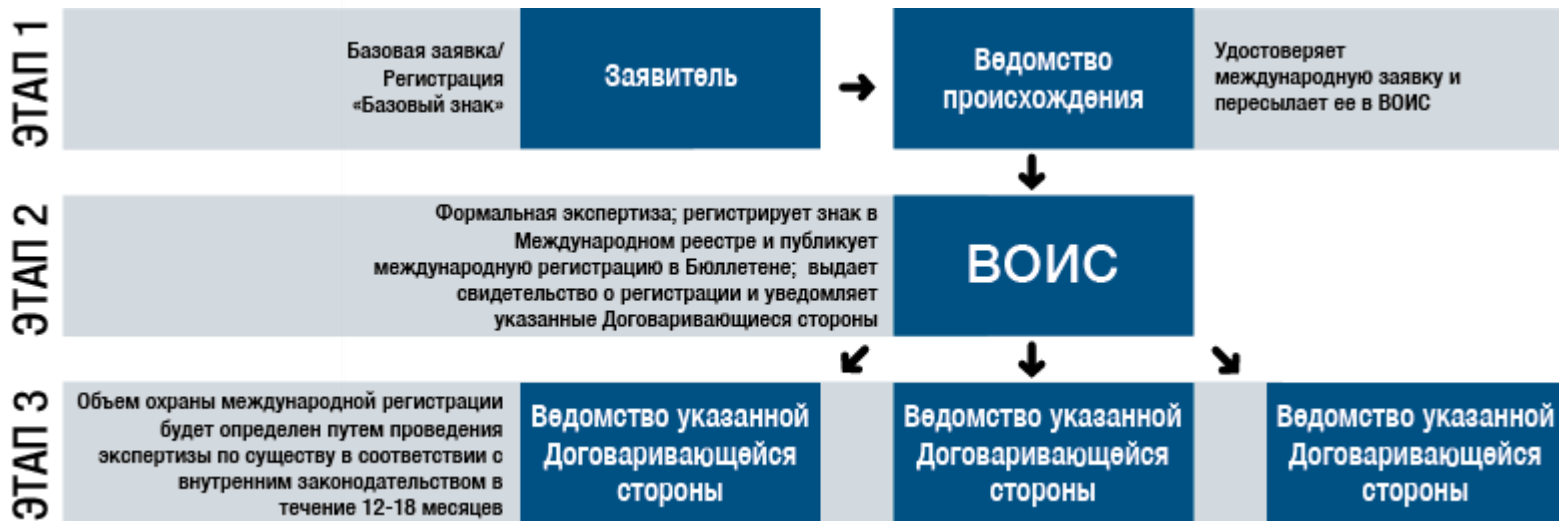 ЭТАП 1
Базовая заявка/
Регистрация
«Базовый знак»
Заявитель
Ведомство
происхождения
Удостоверяет
международную заявку и
пересылает ее в ВОИС
ЭТАП 2
Формальная экспертиза; регистрирует знак в
Международном реестре и публикует
международную регистрацию в Бюллетене; выдает
свидетельство о регистрации и уведомляет
указанные Договаривающиеся стороны
ВОИС
ЭТАП 3
Объем охраны международной регистрации
будет определен путем проведения
экспертизы по существу в соответствии с
внутренним законодательством в
течение 12-18 месяцев
Ведомство указанной
Договаривающейся
стороны
Ведомство указанной
Договаривающейся
стороны
Ведомство указанной
Договаривающейся
стороны